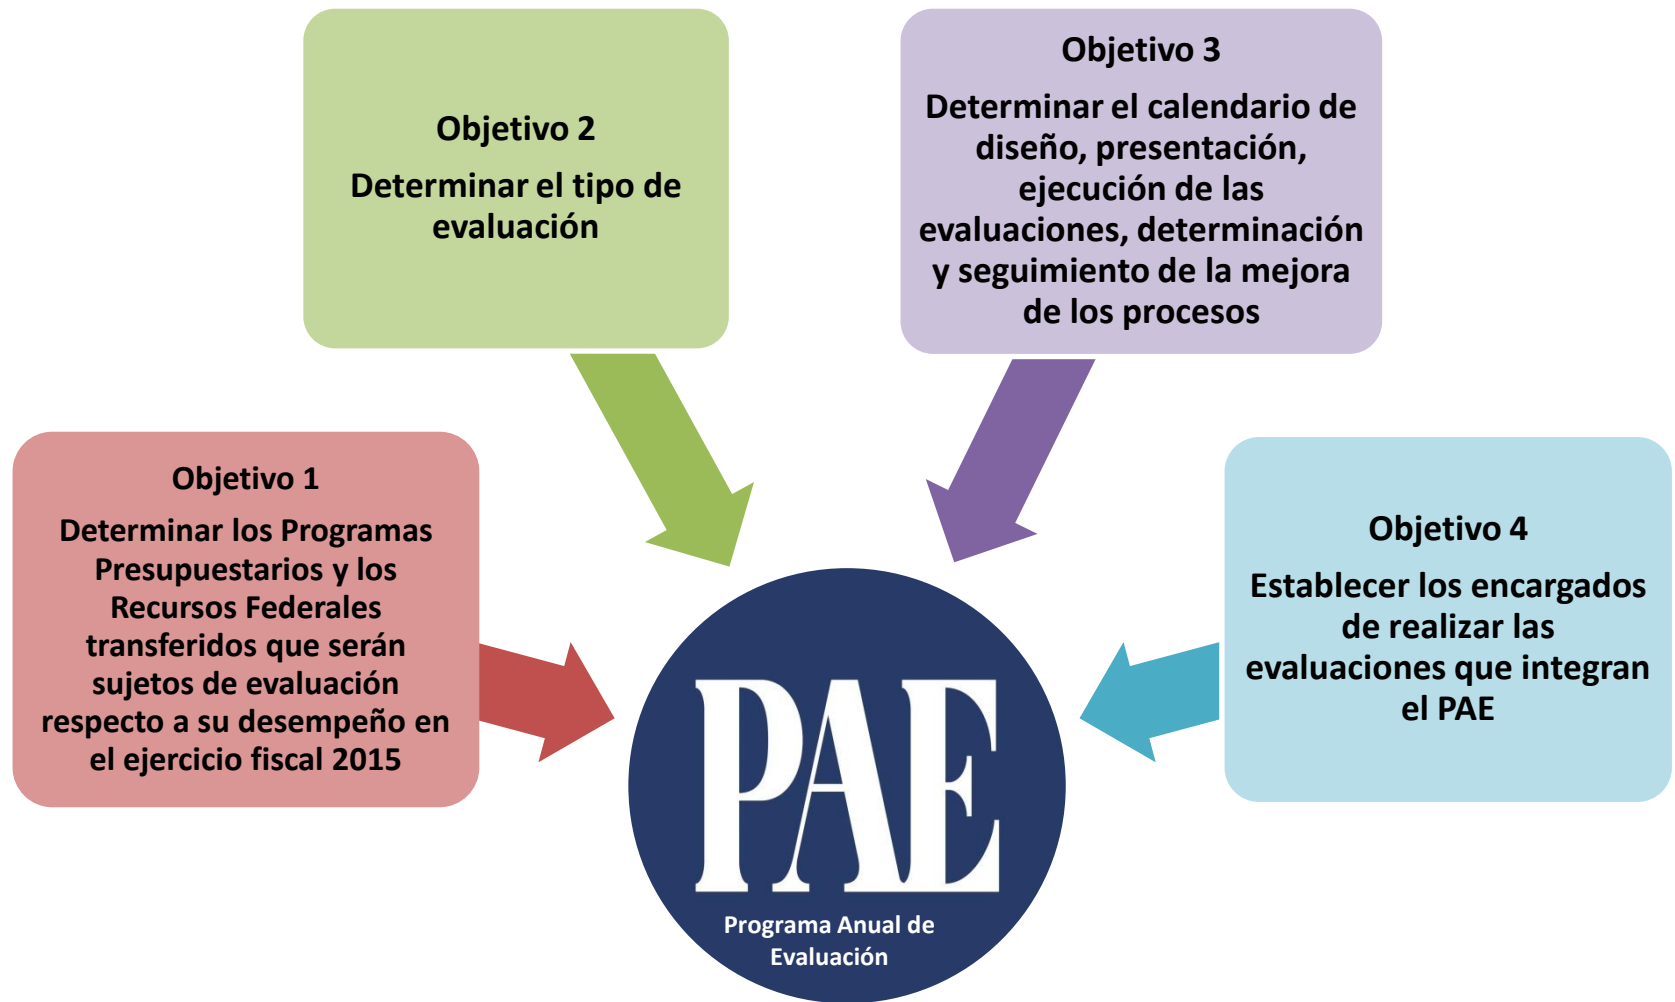 Objetivo 1
Determinar los Programas
Presupuestarios y los
Recursos Federales
transferidos que serán
sujetos de evaluación
respecto a su desempeño en
el ejercicio fiscal 2015
Objetivo 2
Determinar el tipo de
evaluación
Objetivo 3
Determinar el calendario de
diseño, presentación,
ejecución de las
evaluaciones, determinación
y seguimiento de la mejora
de los procesos
Objetivo 4
Establecer los encargados
de realizar las
evaluaciones que integran
el PAE
PAE
Programa Anual de
Evaluación